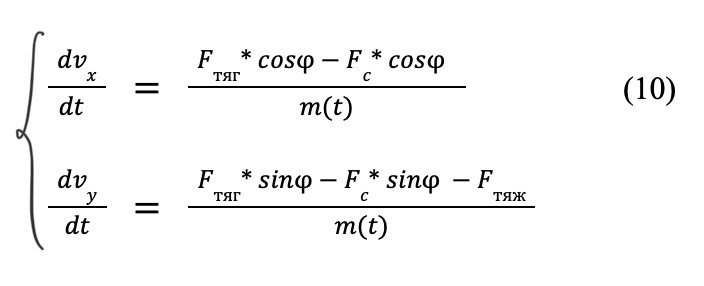 dv_x/dt = (F_тяг * cosφ − F_c * cosφ)/m(t) (10)
dv_y/dt = (F_тяг * sinφ − F_c * sinφ − F_тяж)/m(t)